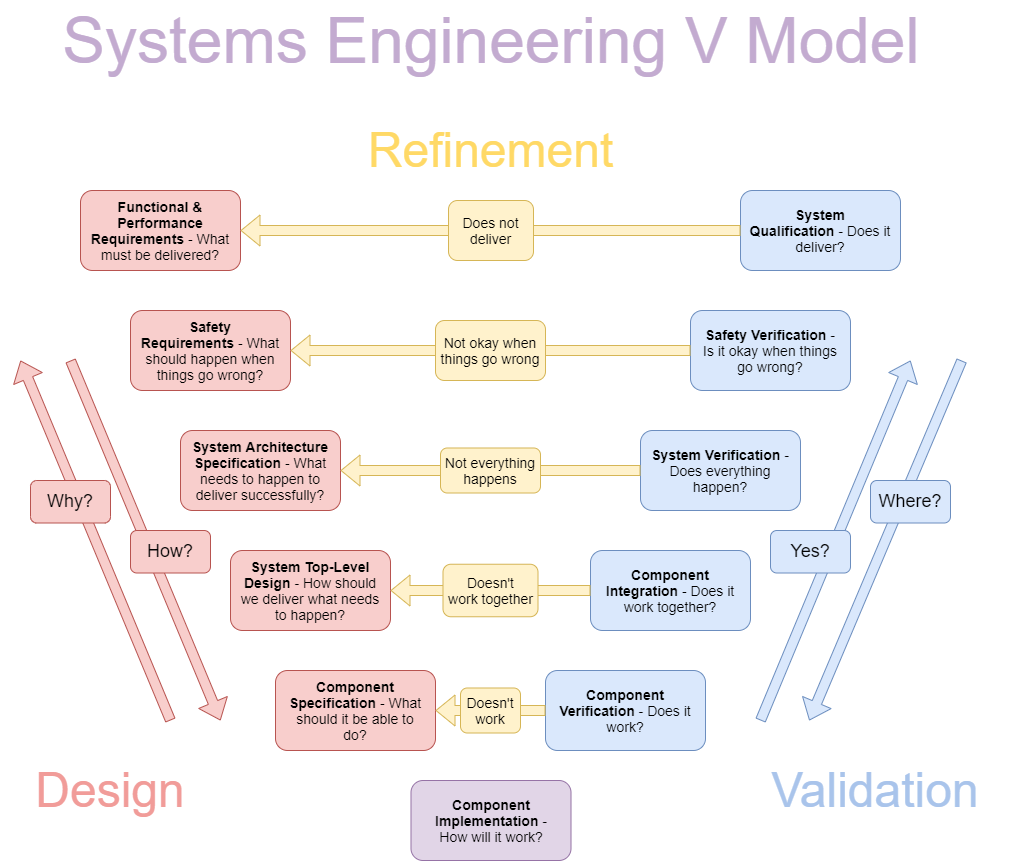 Systems Engineering V Model
Refinement
Functional &
Performance
Requirements - What
must be delivered?
Does not
deliver
System
Qualification - Does it
deliver?
Safety
Requirements - What
should happen when
things go wrong?
Not okay when
things go wrong
Safety Verification -
Is it okay when things
go wrong?
System Architecture
Specification - What
needs to happen to
deliver successfully?
Not everything
happens
System Verification -
Does everything
happen?
Why?
How?
Yes?
Where?
System Top-Level
Design - How should
we deliver what needs
to happen?
Doesn't
work together
Component
Integration - Does it
work together?
Component
Specification - What
should it be able to
do?
Doesn't
work
Component
Verification - Does it
work?
Design
Validation
Component
Implementation -
How will it work?